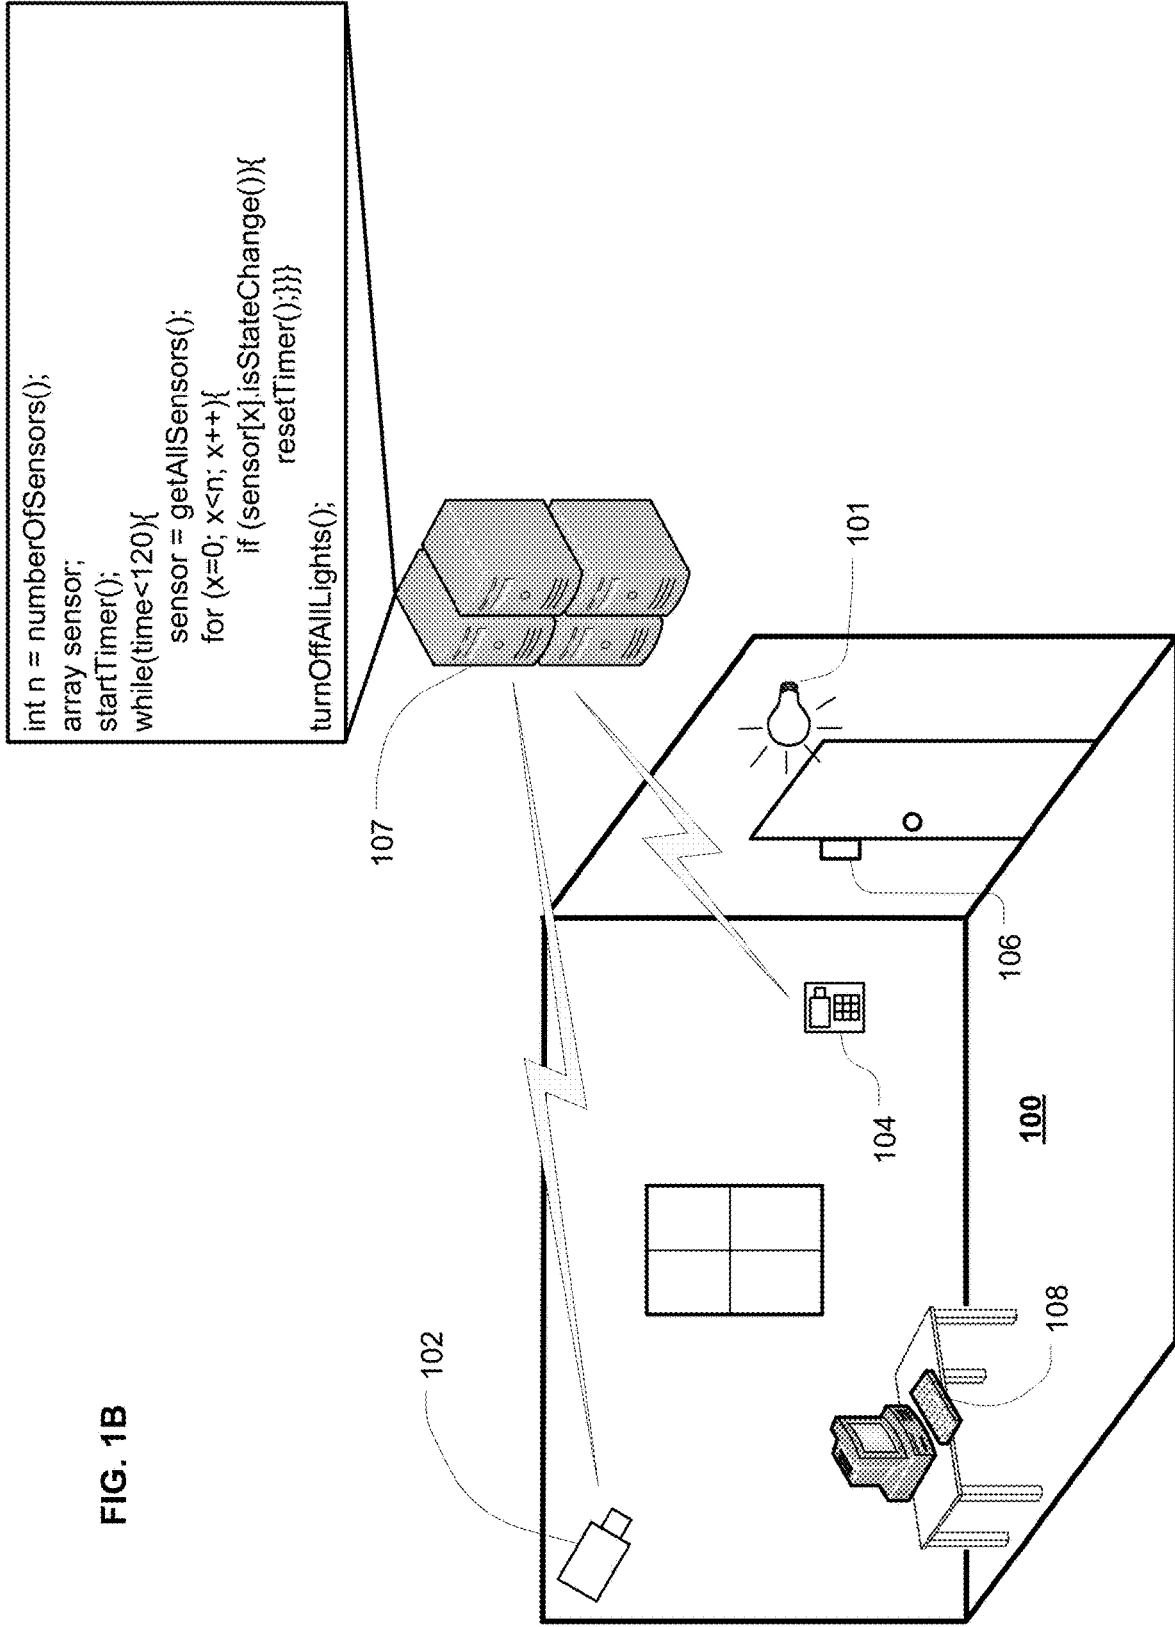 int n = numberOfSensors();
array sensor;
startTimer();
while(time<120){
sensor = getAllSensors();
for (x=0; x<n; x++){
if (sensor[x].isStateChange()){
resetTimer();}}}
turnOffAllLights();
107
101
102
106
104
100
108
FIG. 1B